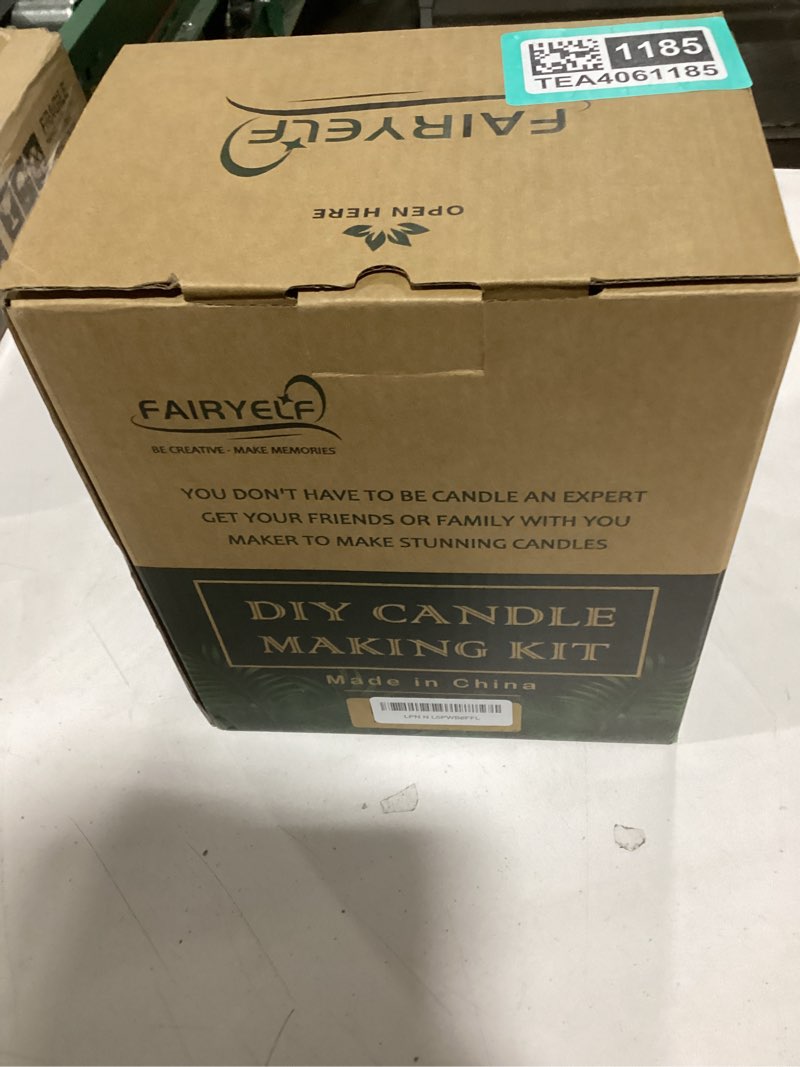 1185
TEA4061185
FAIRYELF
OPEN HERE
FAIRYELF
BE CREATIVE - MAKE MEMORIES
YOU DON'T HAVE TO BE CANDLE AN EXPERT
GET YOUR FRIENDS OR FAMILY WITH YOU
MAKER TO MAKE STUNNING CANDLES
DIY CANDLE
MAKING KIT
Made in China